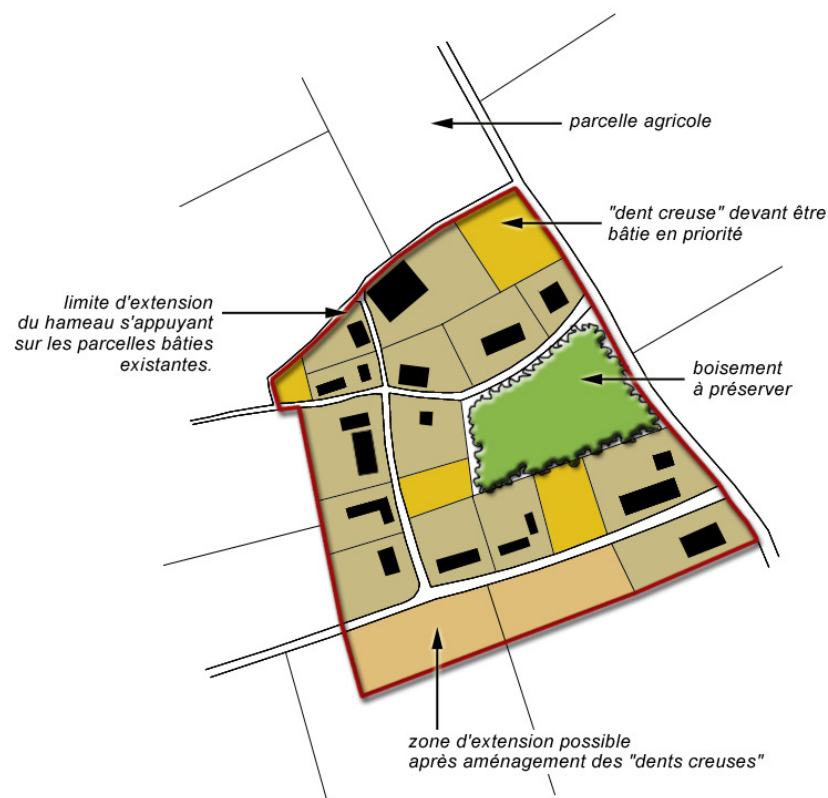 parcelle agricole
"dent creuse" devant être
bâtie en priorité
limite d'extension
du hameau s'appuyant
sur les parcelles bâties
existantes.
boisement
à préserver
zone d'extension possible
après aménagement des "dents creuses"